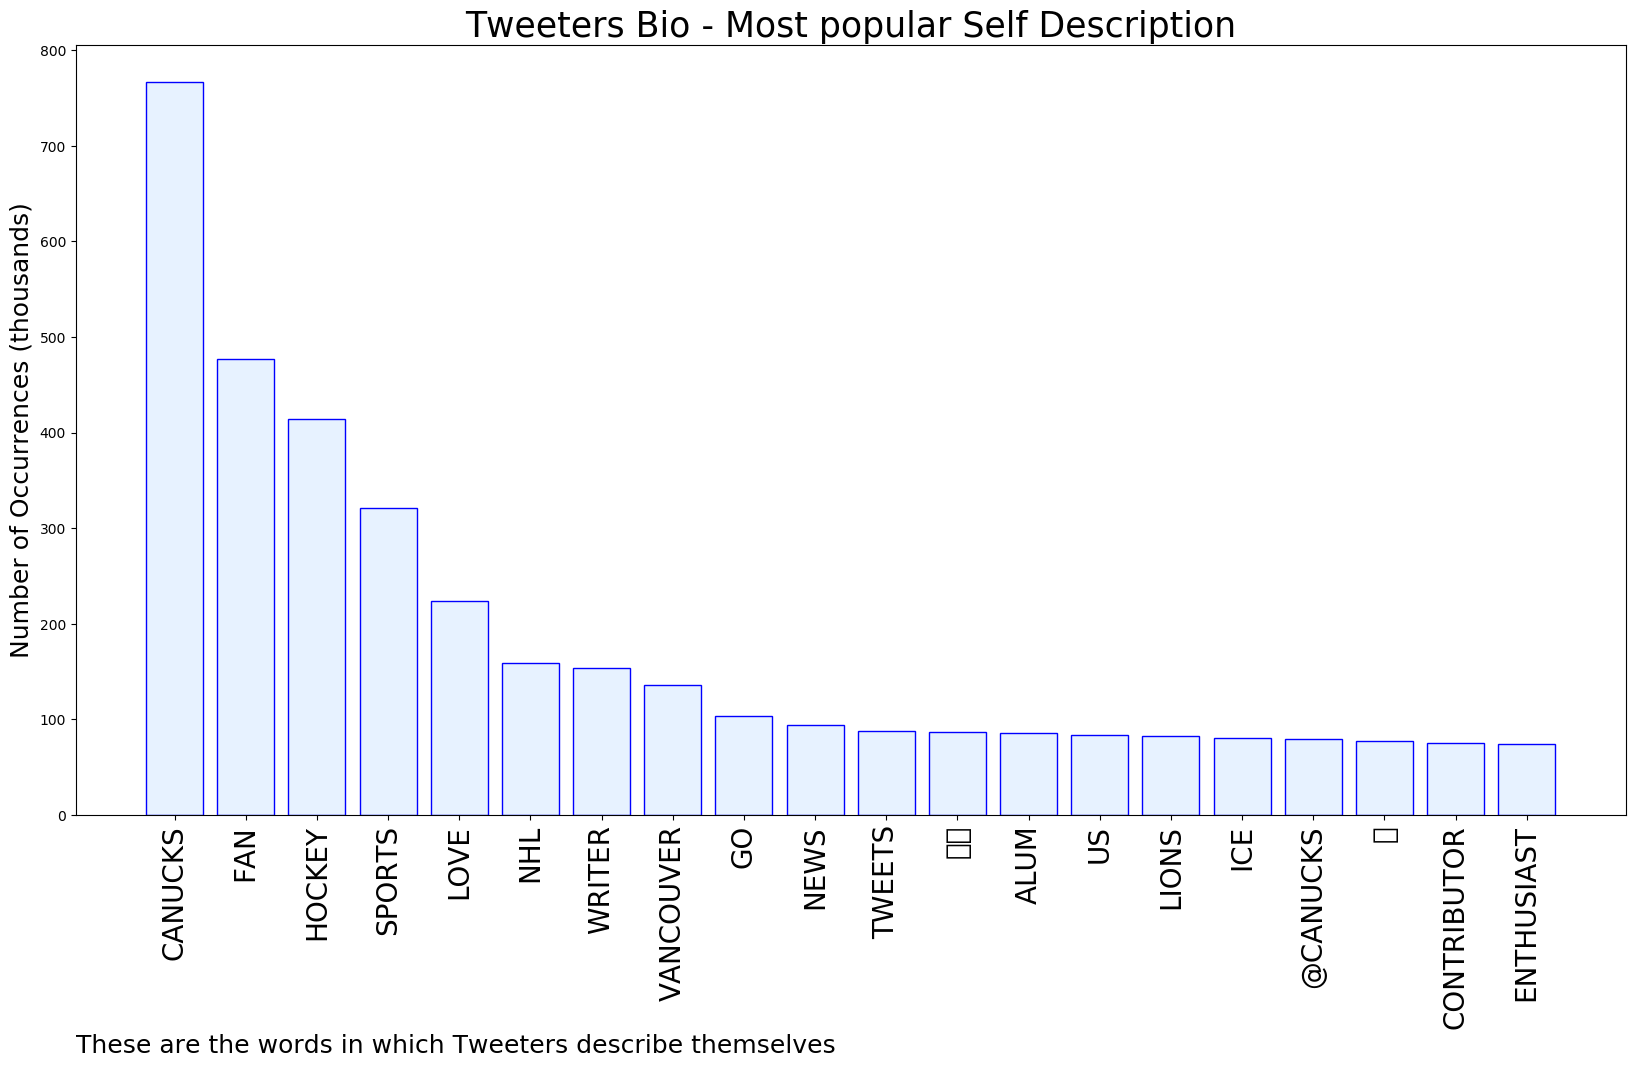 Tweeters Bio - Most popular Self Description
Number of Occurrences (thousands)
800
700
600
500
400
300
200
100
0
CANUCKS
FAN
HOCKEY
SPORTS
LOVE
NHL
WRITER
VANCOUVER
GO
NEWS
TWEETS
ALUM
US
LIONS
ICE
@CANUCKS
CONTRIBUTOR
ENTHUSIAST
These are the words in which Tweeters describe themselves